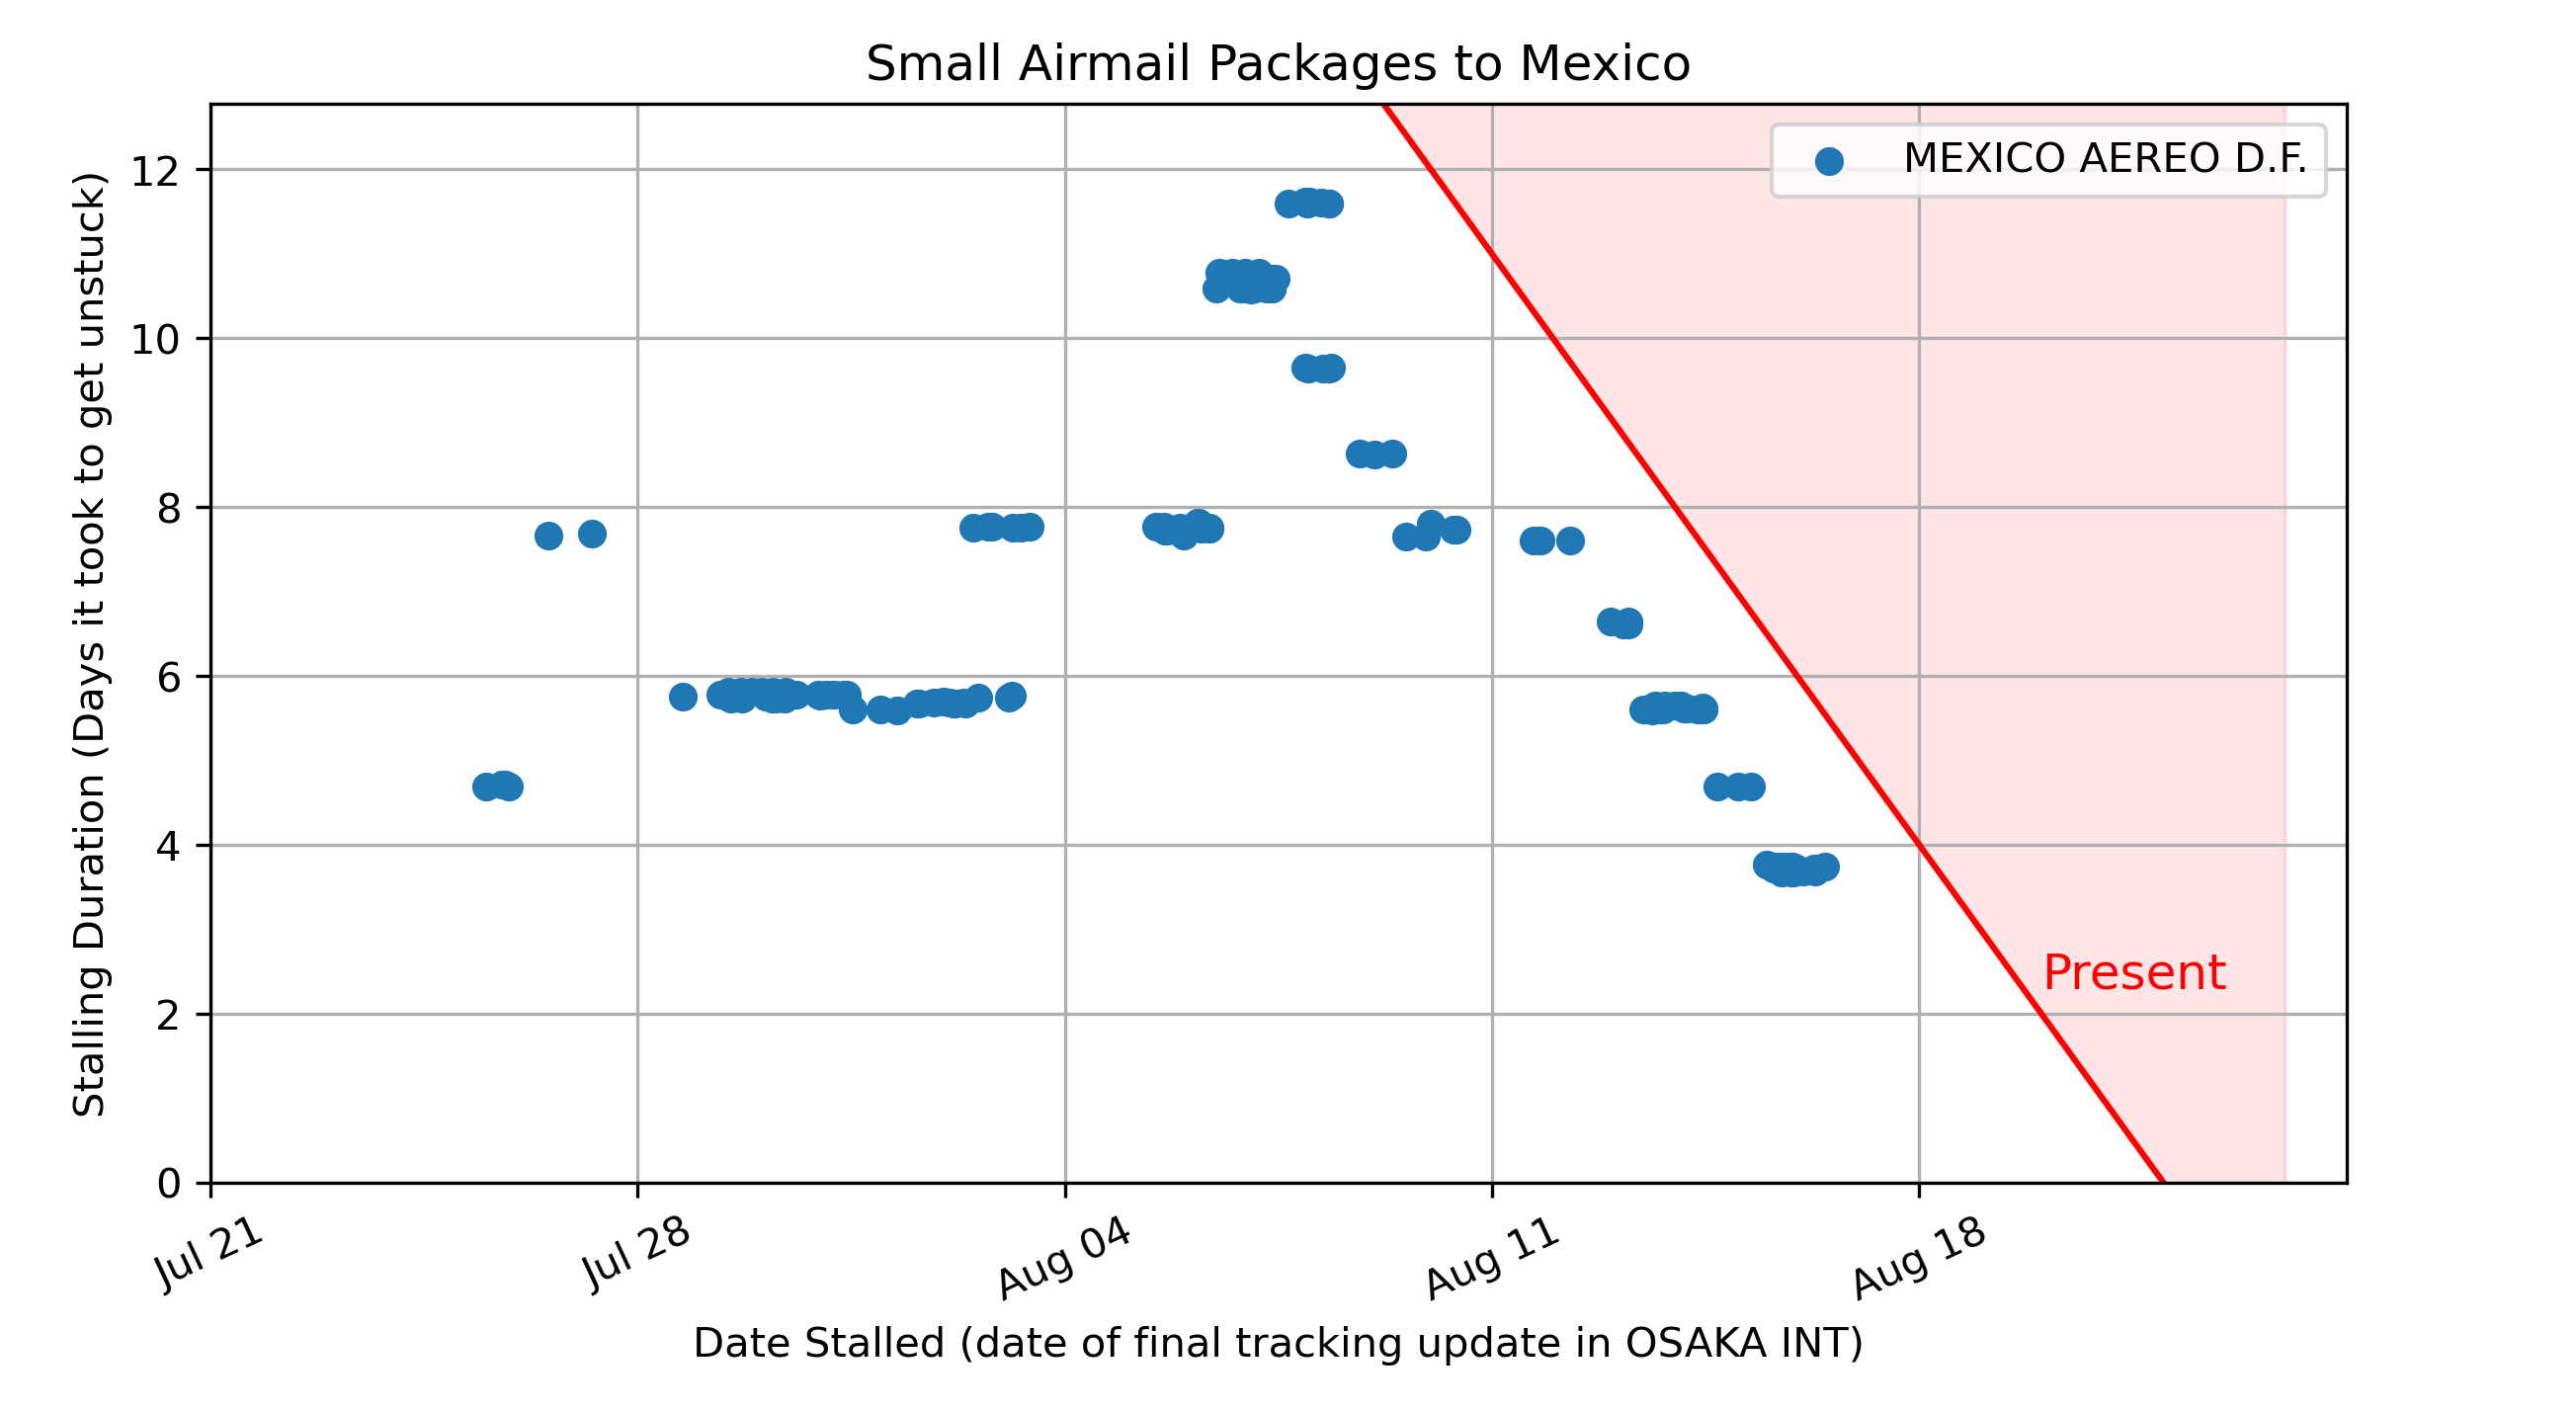 Small Airmail Packages to Mexico
MEXICO AEREO D.F.
Stalling Duration (Days it took to get unstuck)
12
10
8
6
4
2
0
Present
Jul 21
Jul 28
Aug 04
Aug 11
Aug 18
Date Stalled (date of final tracking update in OSAKA INT)